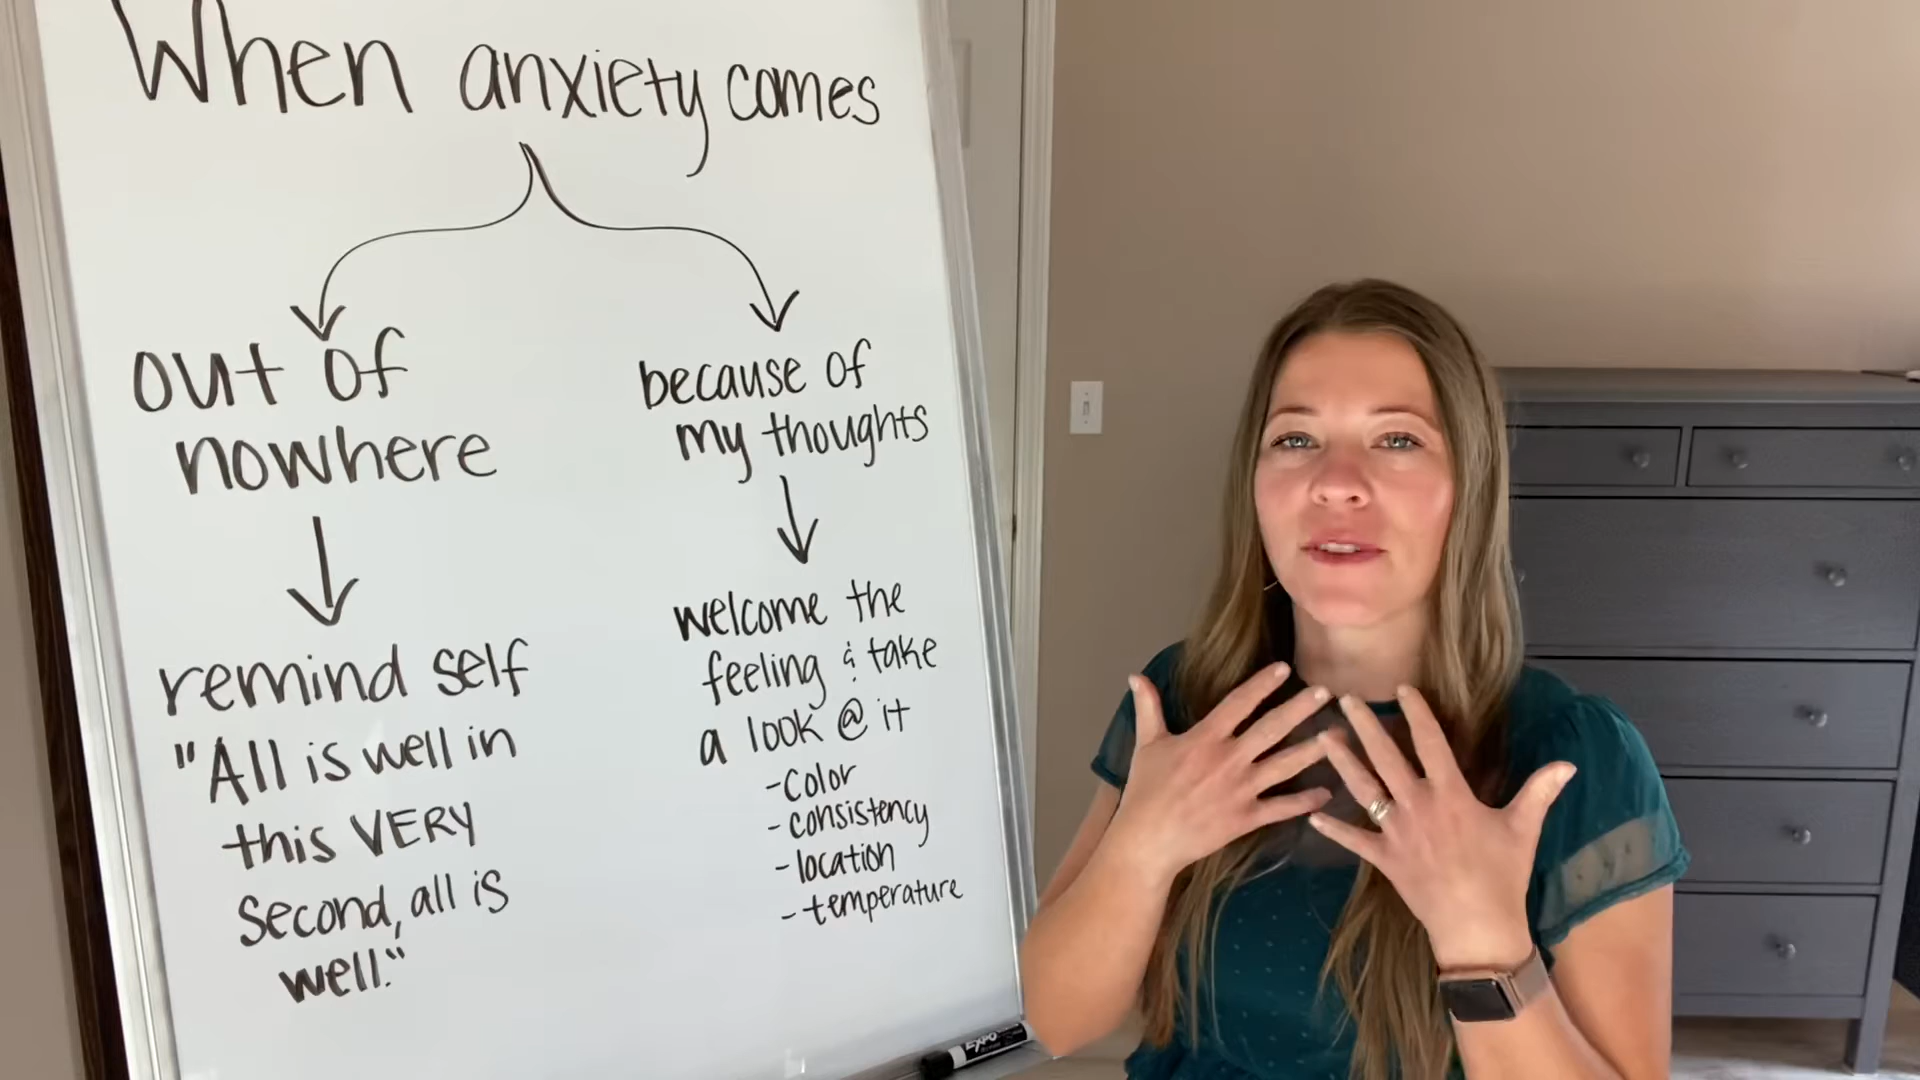 When anxiety comes
out of
nowhere
remind self
"All is well in
this VERY
Second, all is
well."
because of
my thoughts
welcome the
feeling & take
a look @ it
-color
-consistency
-location
-temperature
EXPO